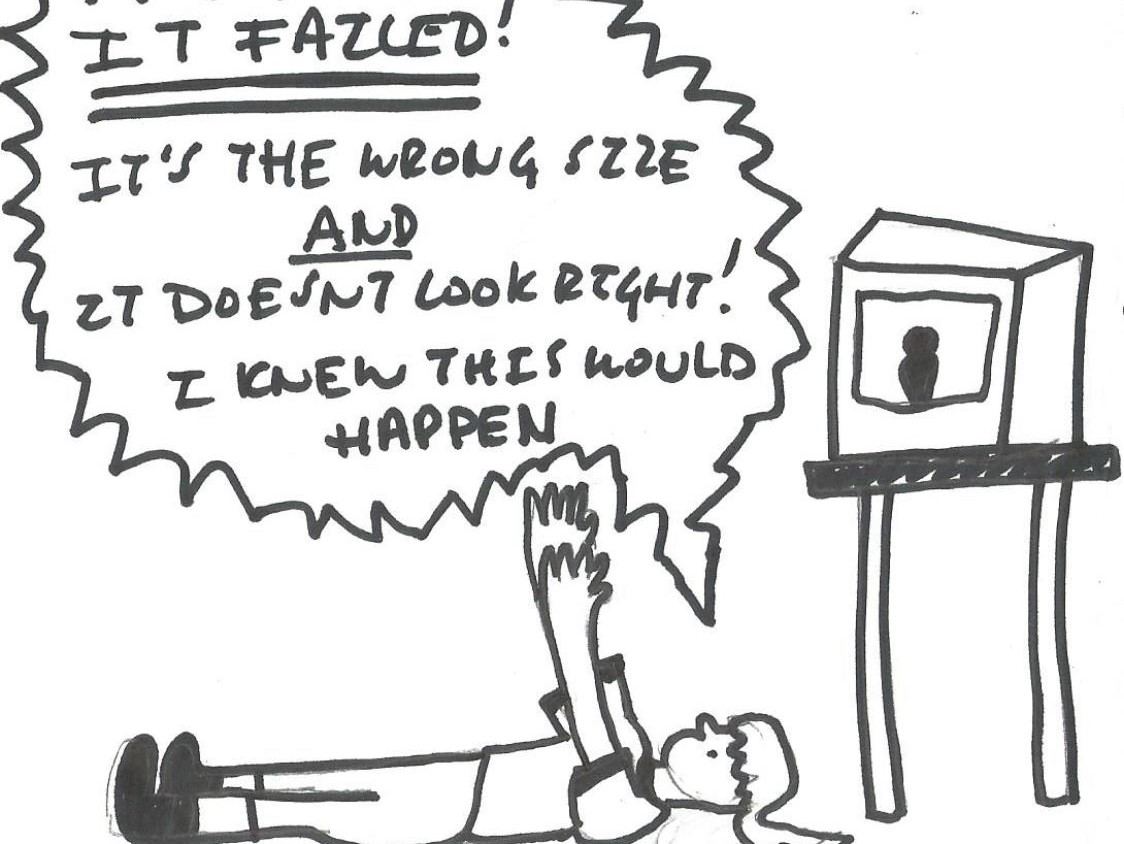 IT FAILED!
IT'S THE WRONG SIZE
AND
IT DOESNT LOOK RIGHT!
I KNEW THIS WOULD
HAPPEN